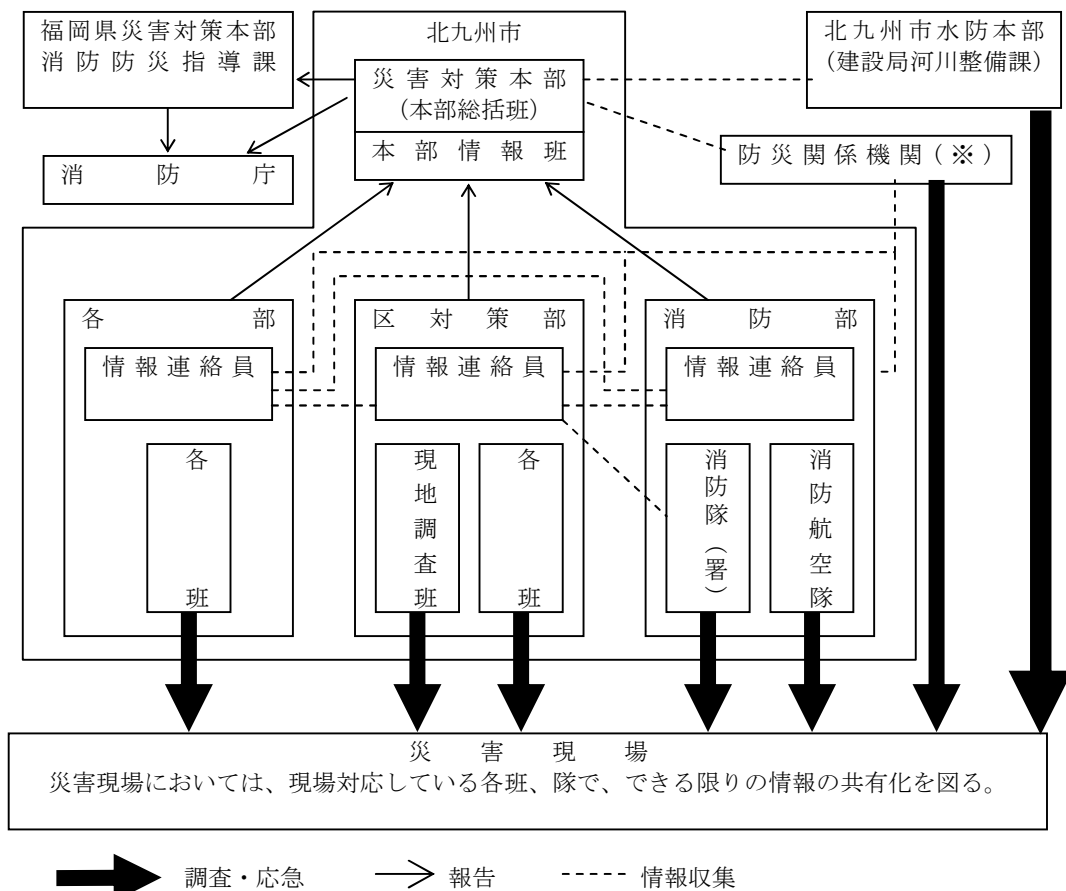 福岡県災害対策本部
消防防災指導課
北九州市
北九州市水防本部
(建設局河川整備課)
災害対策本部
(本部総括班)
本部情報班
消防庁
防災関係機関(※)
各部
区対策部
消防部
情報連絡員
情報連絡員
情報連絡員
各班
現地調査班
各班
消防隊(署)
消防航空隊
災害現場
災害現場においては、現場対応している各班、隊で、できる限りの情報の共有化を図る。
調査・応急
報告
情報収集